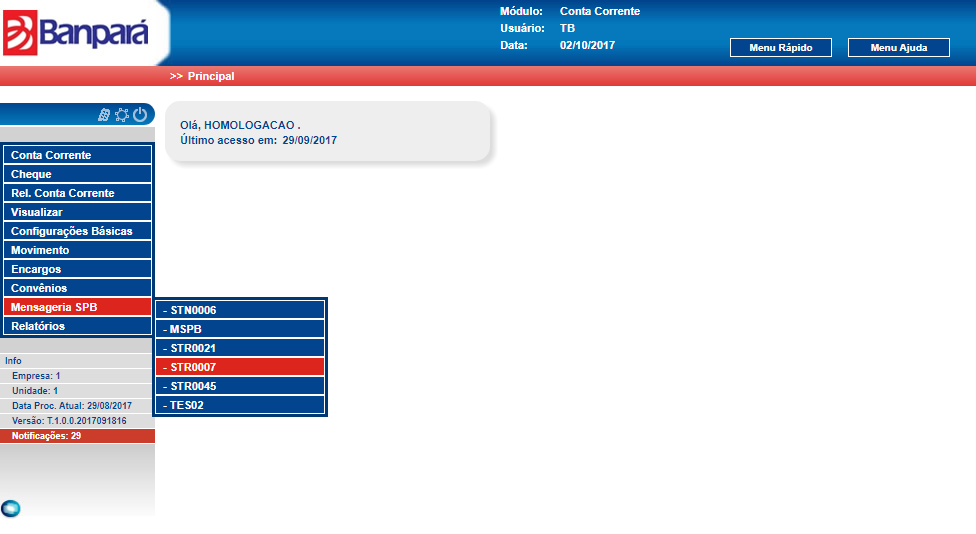 Banpará
Módulo: Conta Corrente
Usuário: TB
Data: 02/10/2017
Menu Rápido
Menu Ajuda
>> Principal
Olá, HOMOLOGACAO .
Último acesso em: 29/09/2017
Conta Corrente
Cheque
Rel. Conta Corrente
Visualizar
Configurações Básicas
Movimento
Encargos
Convênios
Mensageria SPB
Relatórios
- STN0006
- MSPB
- STR0021
- STR0007
- STR0045
- TES02
Info
Empresa: 1
Unidade: 1
Data Proc. Atual: 29/08/2017
Versão: T.1.0.0.2017091816
Notificações: 29